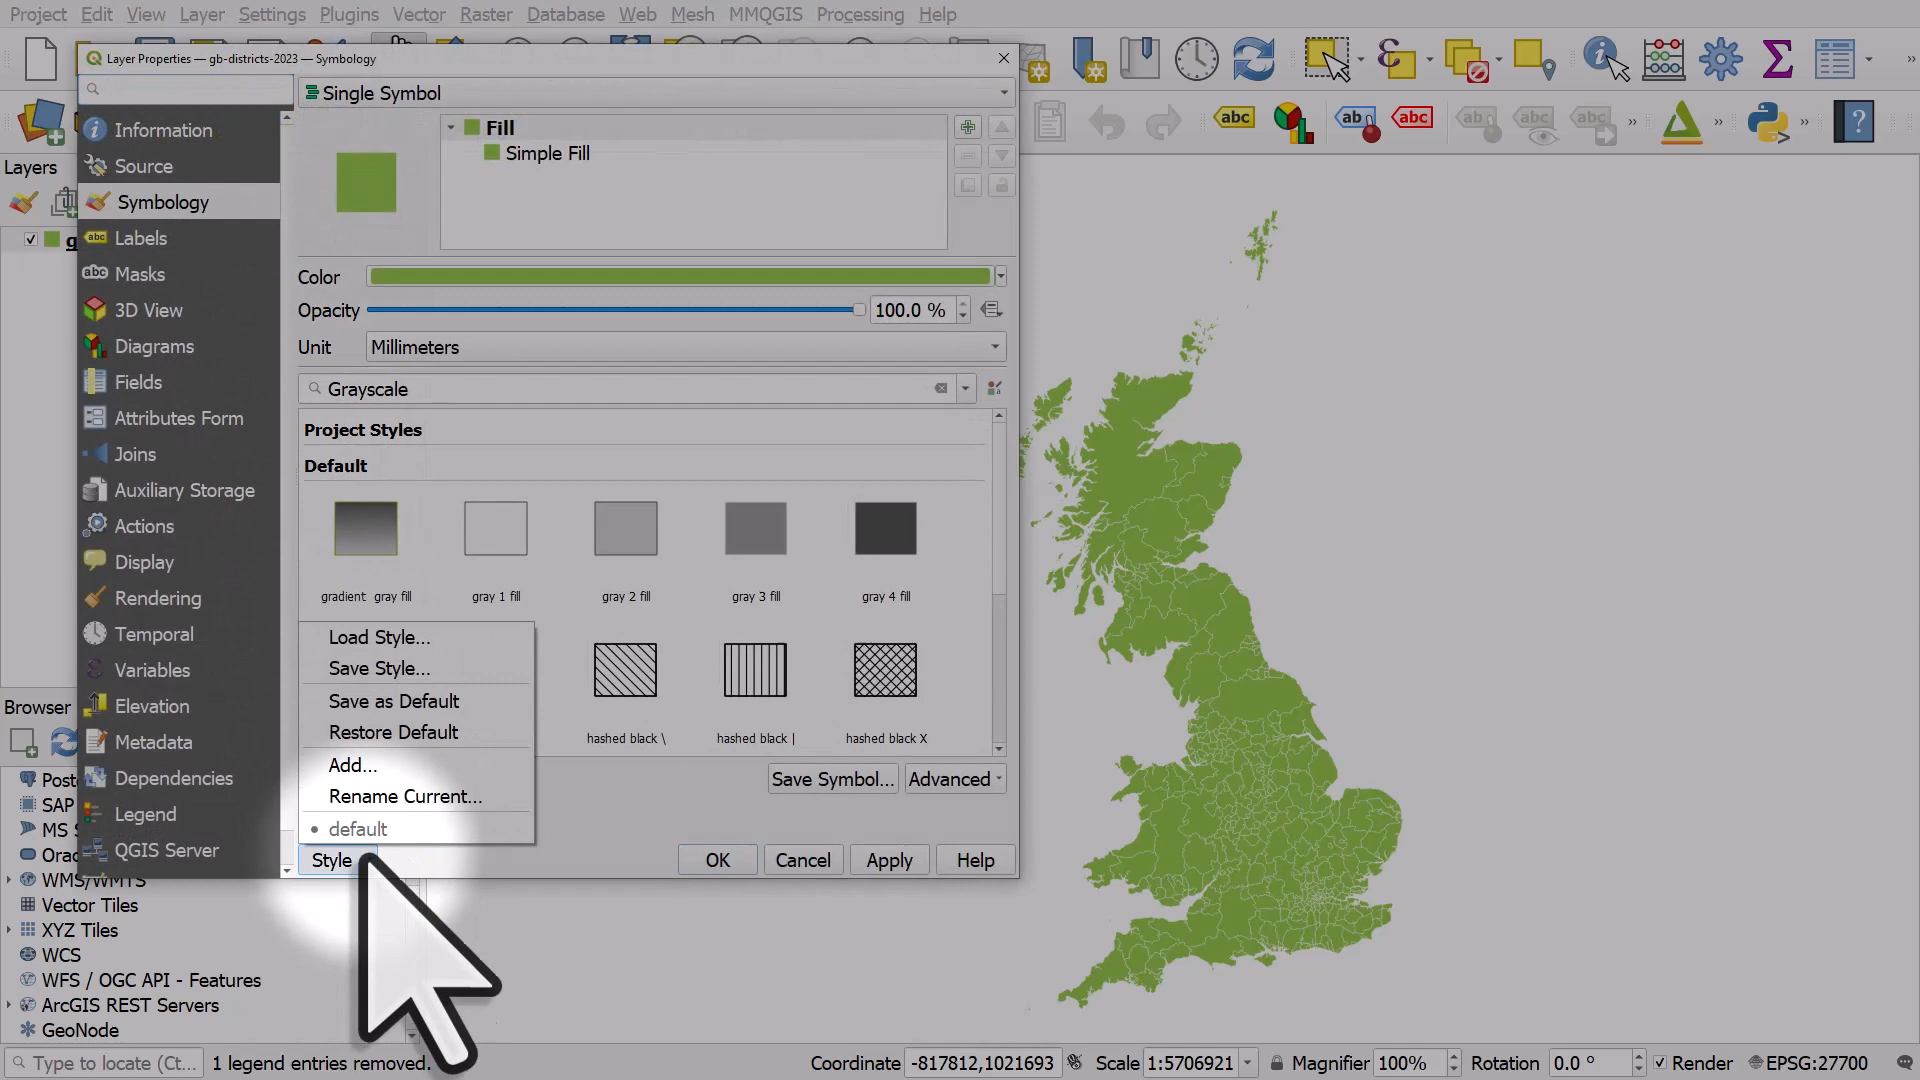 Project Edit View Layer Settings Plugins Vector Raster Database Web Mesh MMQGIS Processing Help
Layer Properties — gb-districts-2023 — Symbology
Single Symbol
Information
Source
Symbology
Labels
Masks
3D View
Diagrams
Fields
Attributes Form
Joins
Auxiliary Storage
Actions
Display
Rendering
Temporal
Variables
Elevation
Metadata
Dependencies
Legend
QGIS Server
Fill
Simple Fill
Color
Opacity 100.0 %
Unit Millimeters
Grayscale
Project Styles
Default
gradient gray fill
gray 1 fill
gray 2 fill
gray 3 fill
gray 4 fill
hashed black \
hashed black |
hashed black X
Load Style...
Save Style...
Save as Default
Restore Default
Add...
Rename Current...
default
Style
Save Symbol...
Advanced
OK
Cancel
Apply
Help
abc
ab
abc
ab
abc
abc
abc
abc
Layers
Browser
SAP
MS
WMS/WMTS
Vector Tiles
XYZ Tiles
WCS
WFS / OGC API - Features
ArcGIS REST Servers
GeoNode
Type to locate (Ct...
1 legend entries removed.
Coordinate -817812,1021693
Scale 1:5706921
Magnifier 100%
Rotation 0.0 °
Render
EPSG:27700